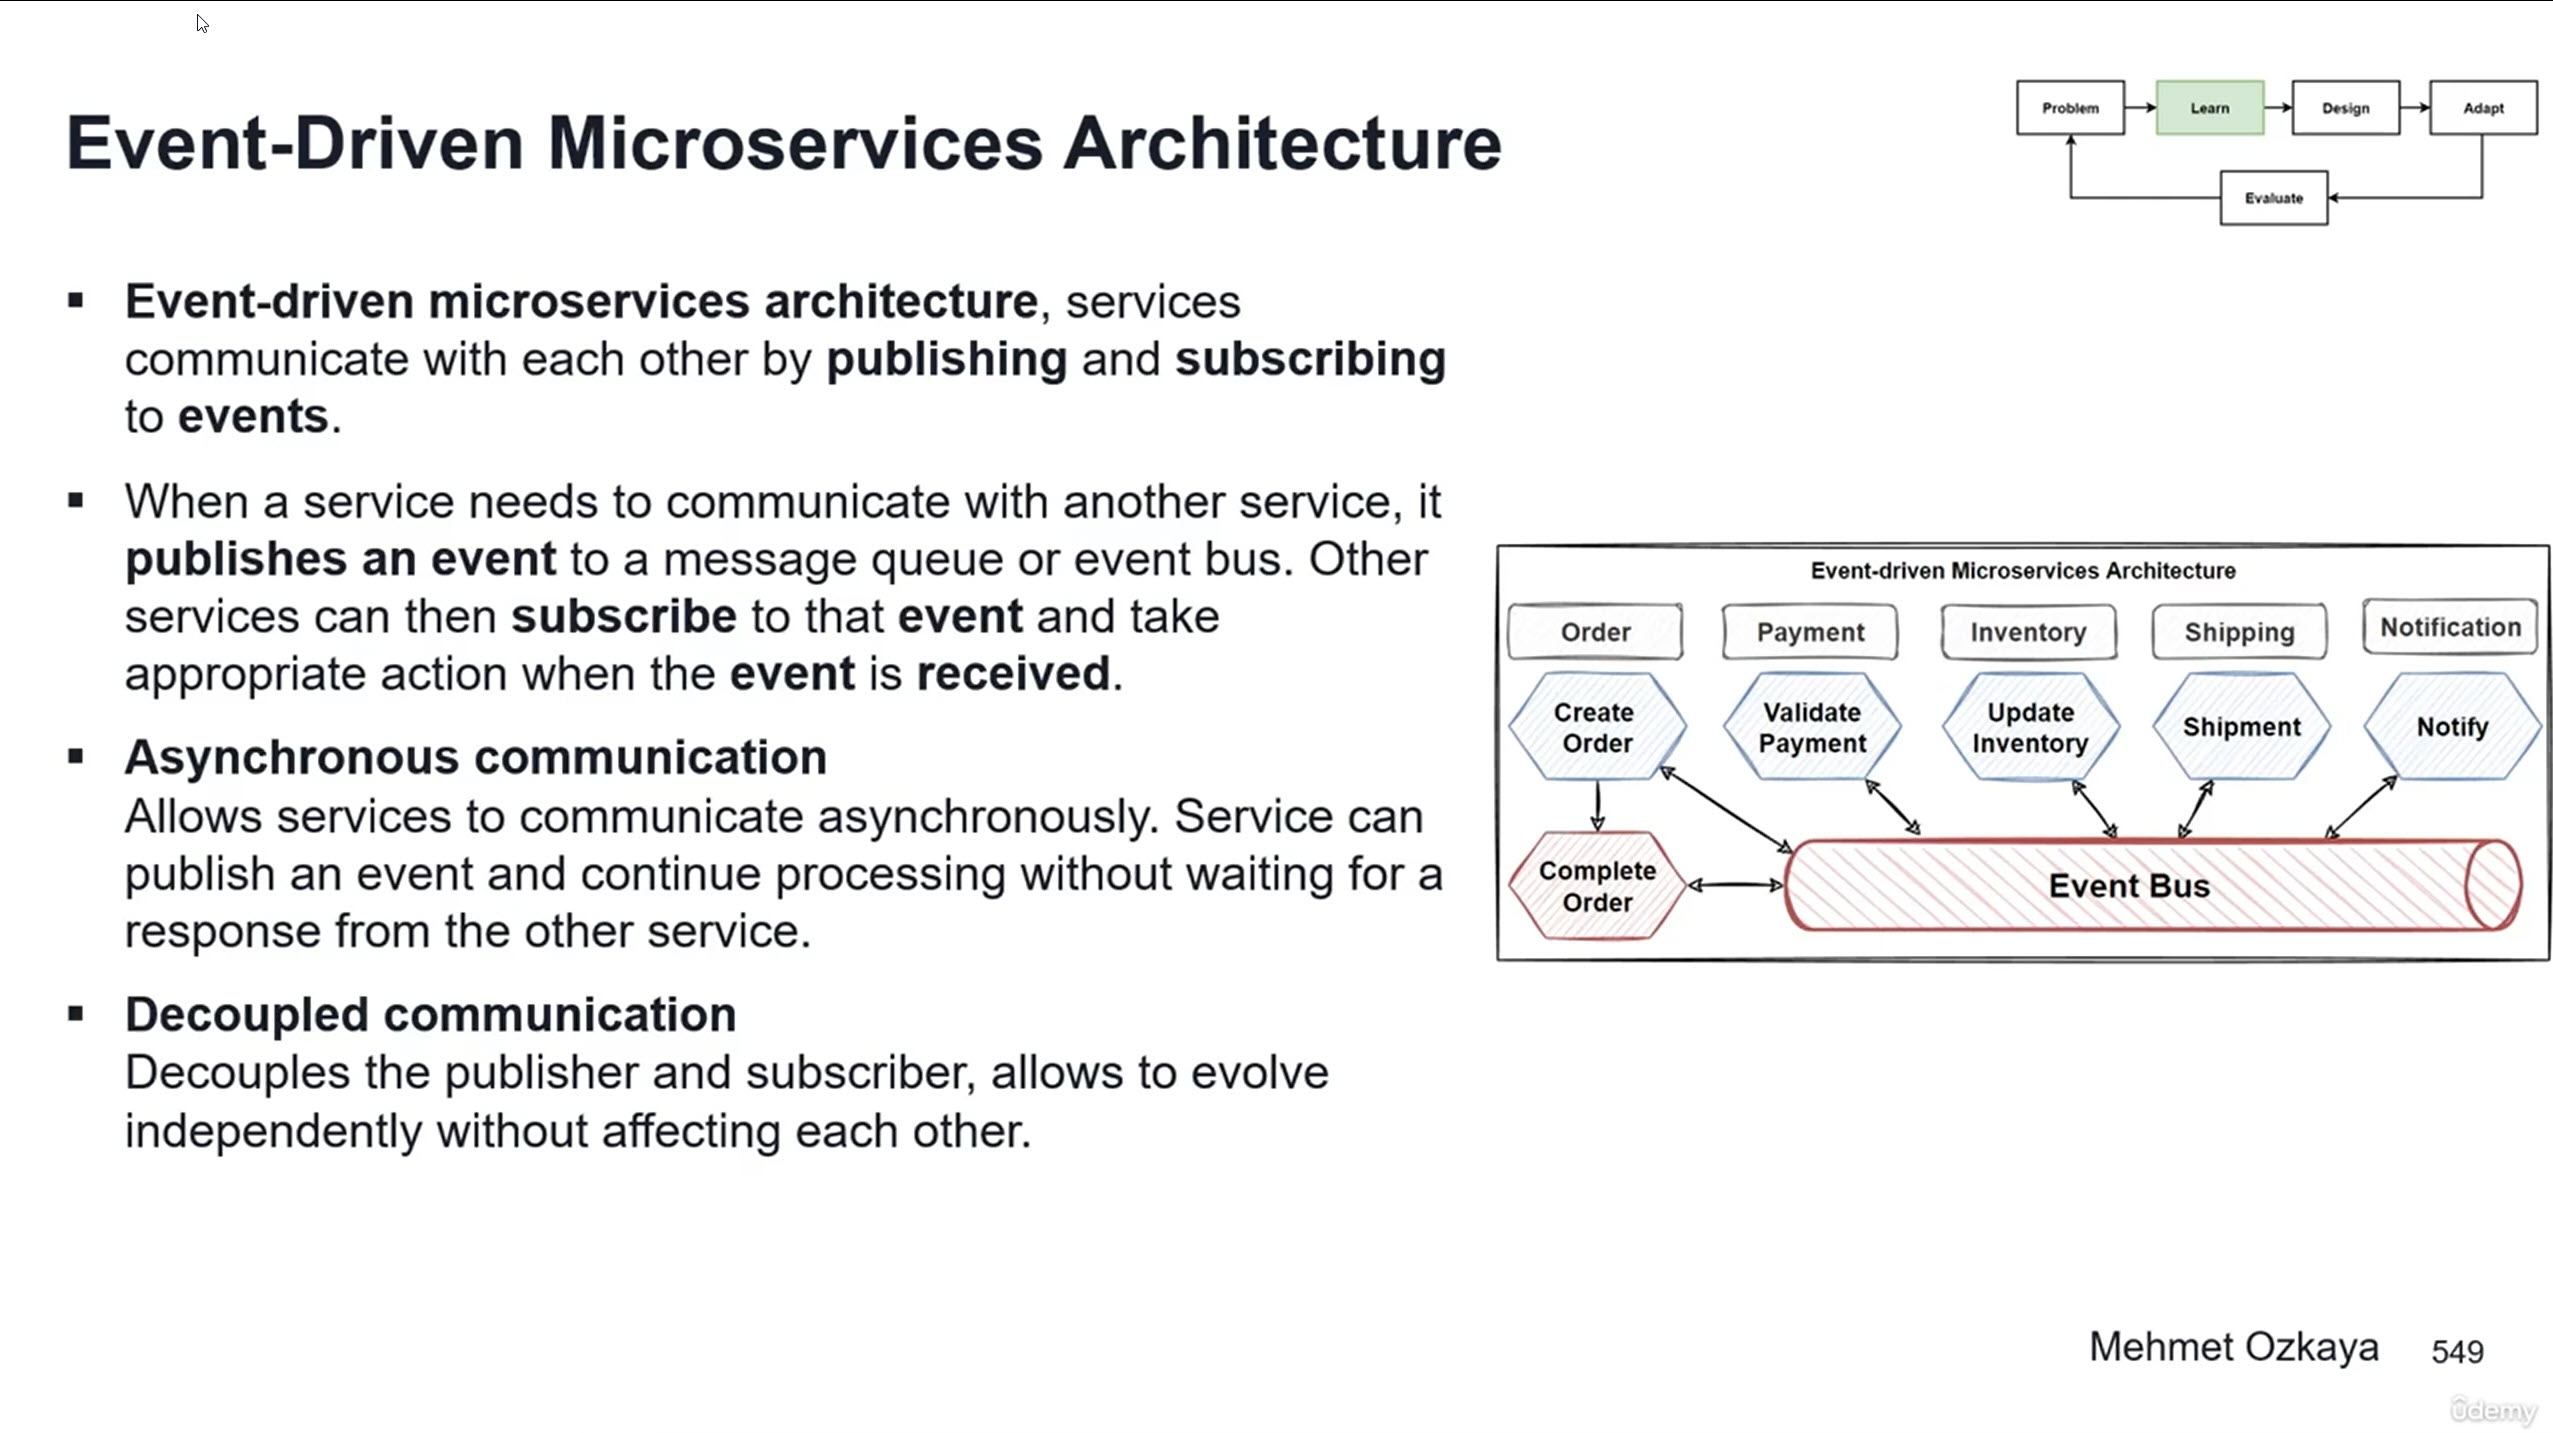 Event-Driven Microservices Architecture
Problem
Learn
Design
Adapt
Evaluate
▪ Event-driven microservices architecture, services
communicate with each other by publishing and subscribing
to events.
▪ When a service needs to communicate with another service, it
publishes an event to a message queue or event bus. Other
services can then subscribe to that event and take
appropriate action when the event is received.
▪ Asynchronous communication
Allows services to communicate asynchronously. Service can
publish an event and continue processing without waiting for a
response from the other service.
▪ Decoupled communication
Decouples the publisher and subscriber, allows to evolve
independently without affecting each other.
Event-driven Microservices Architecture
Order
Payment
Inventory
Shipping
Notification
Create
Order
Validate
Payment
Update
Inventory
Shipment
Notify
Complete
Order
Event Bus
Mehmet Ozkaya
549
ûdemy